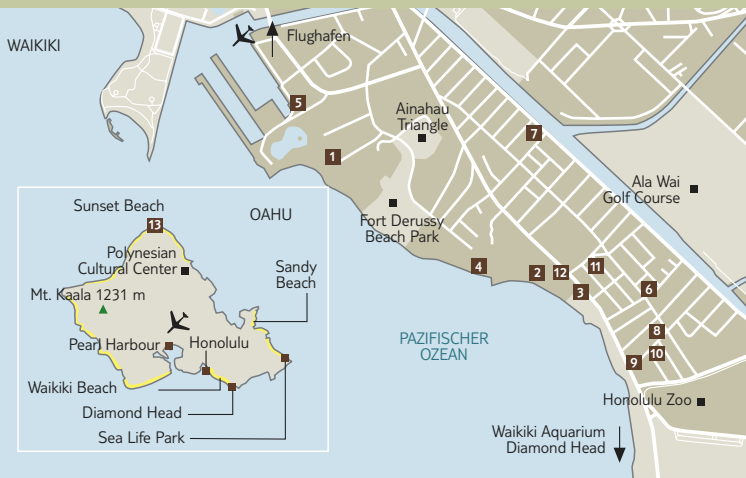 WAIKIKI
Flughafen
5
Ainahau
Triangle
7
1
Ala Wai
Golf Course
Fort Derussy
Beach Park
4
2
12
11
3
6
8
10
9
PAZIFISCHER
OZEAN
Honolulu Zoo
Waikiki Aquarium
Diamond Head
OAHU
Sunset Beach
13
Polynesian
Cultural Center
Sandy
Beach
Mt. Kaala 1231 m
Pearl Harbour
Honolulu
Waikiki Beach
Diamond Head
Sea Life Park